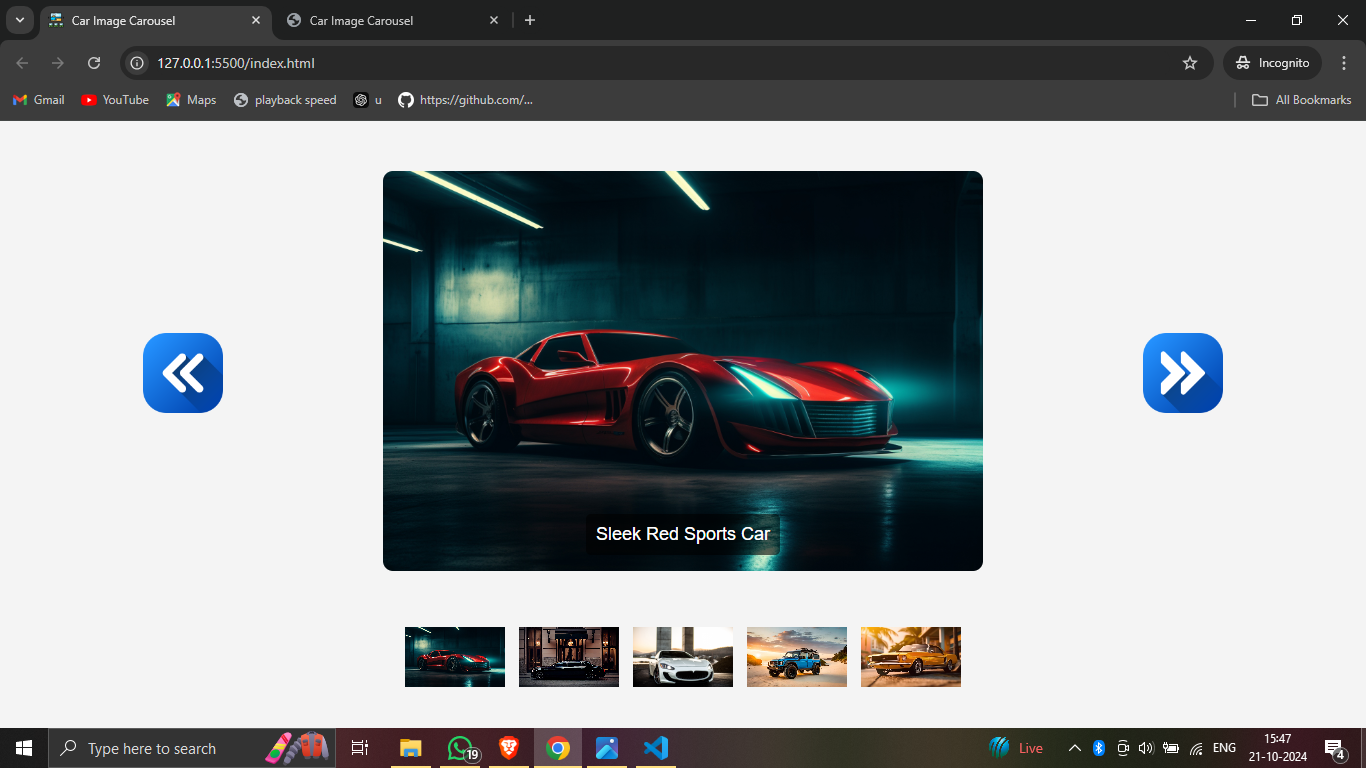 Car Image Carousel
Car Image Carousel
127.0.0.1:5500/index.html
Incognito
Gmail
YouTube
Maps
playback speed
u
https://github.com/...
All Bookmarks
Sleek Red Sports Car
Type here to search
19
Live
ENG
15:47
21-10-2024
4